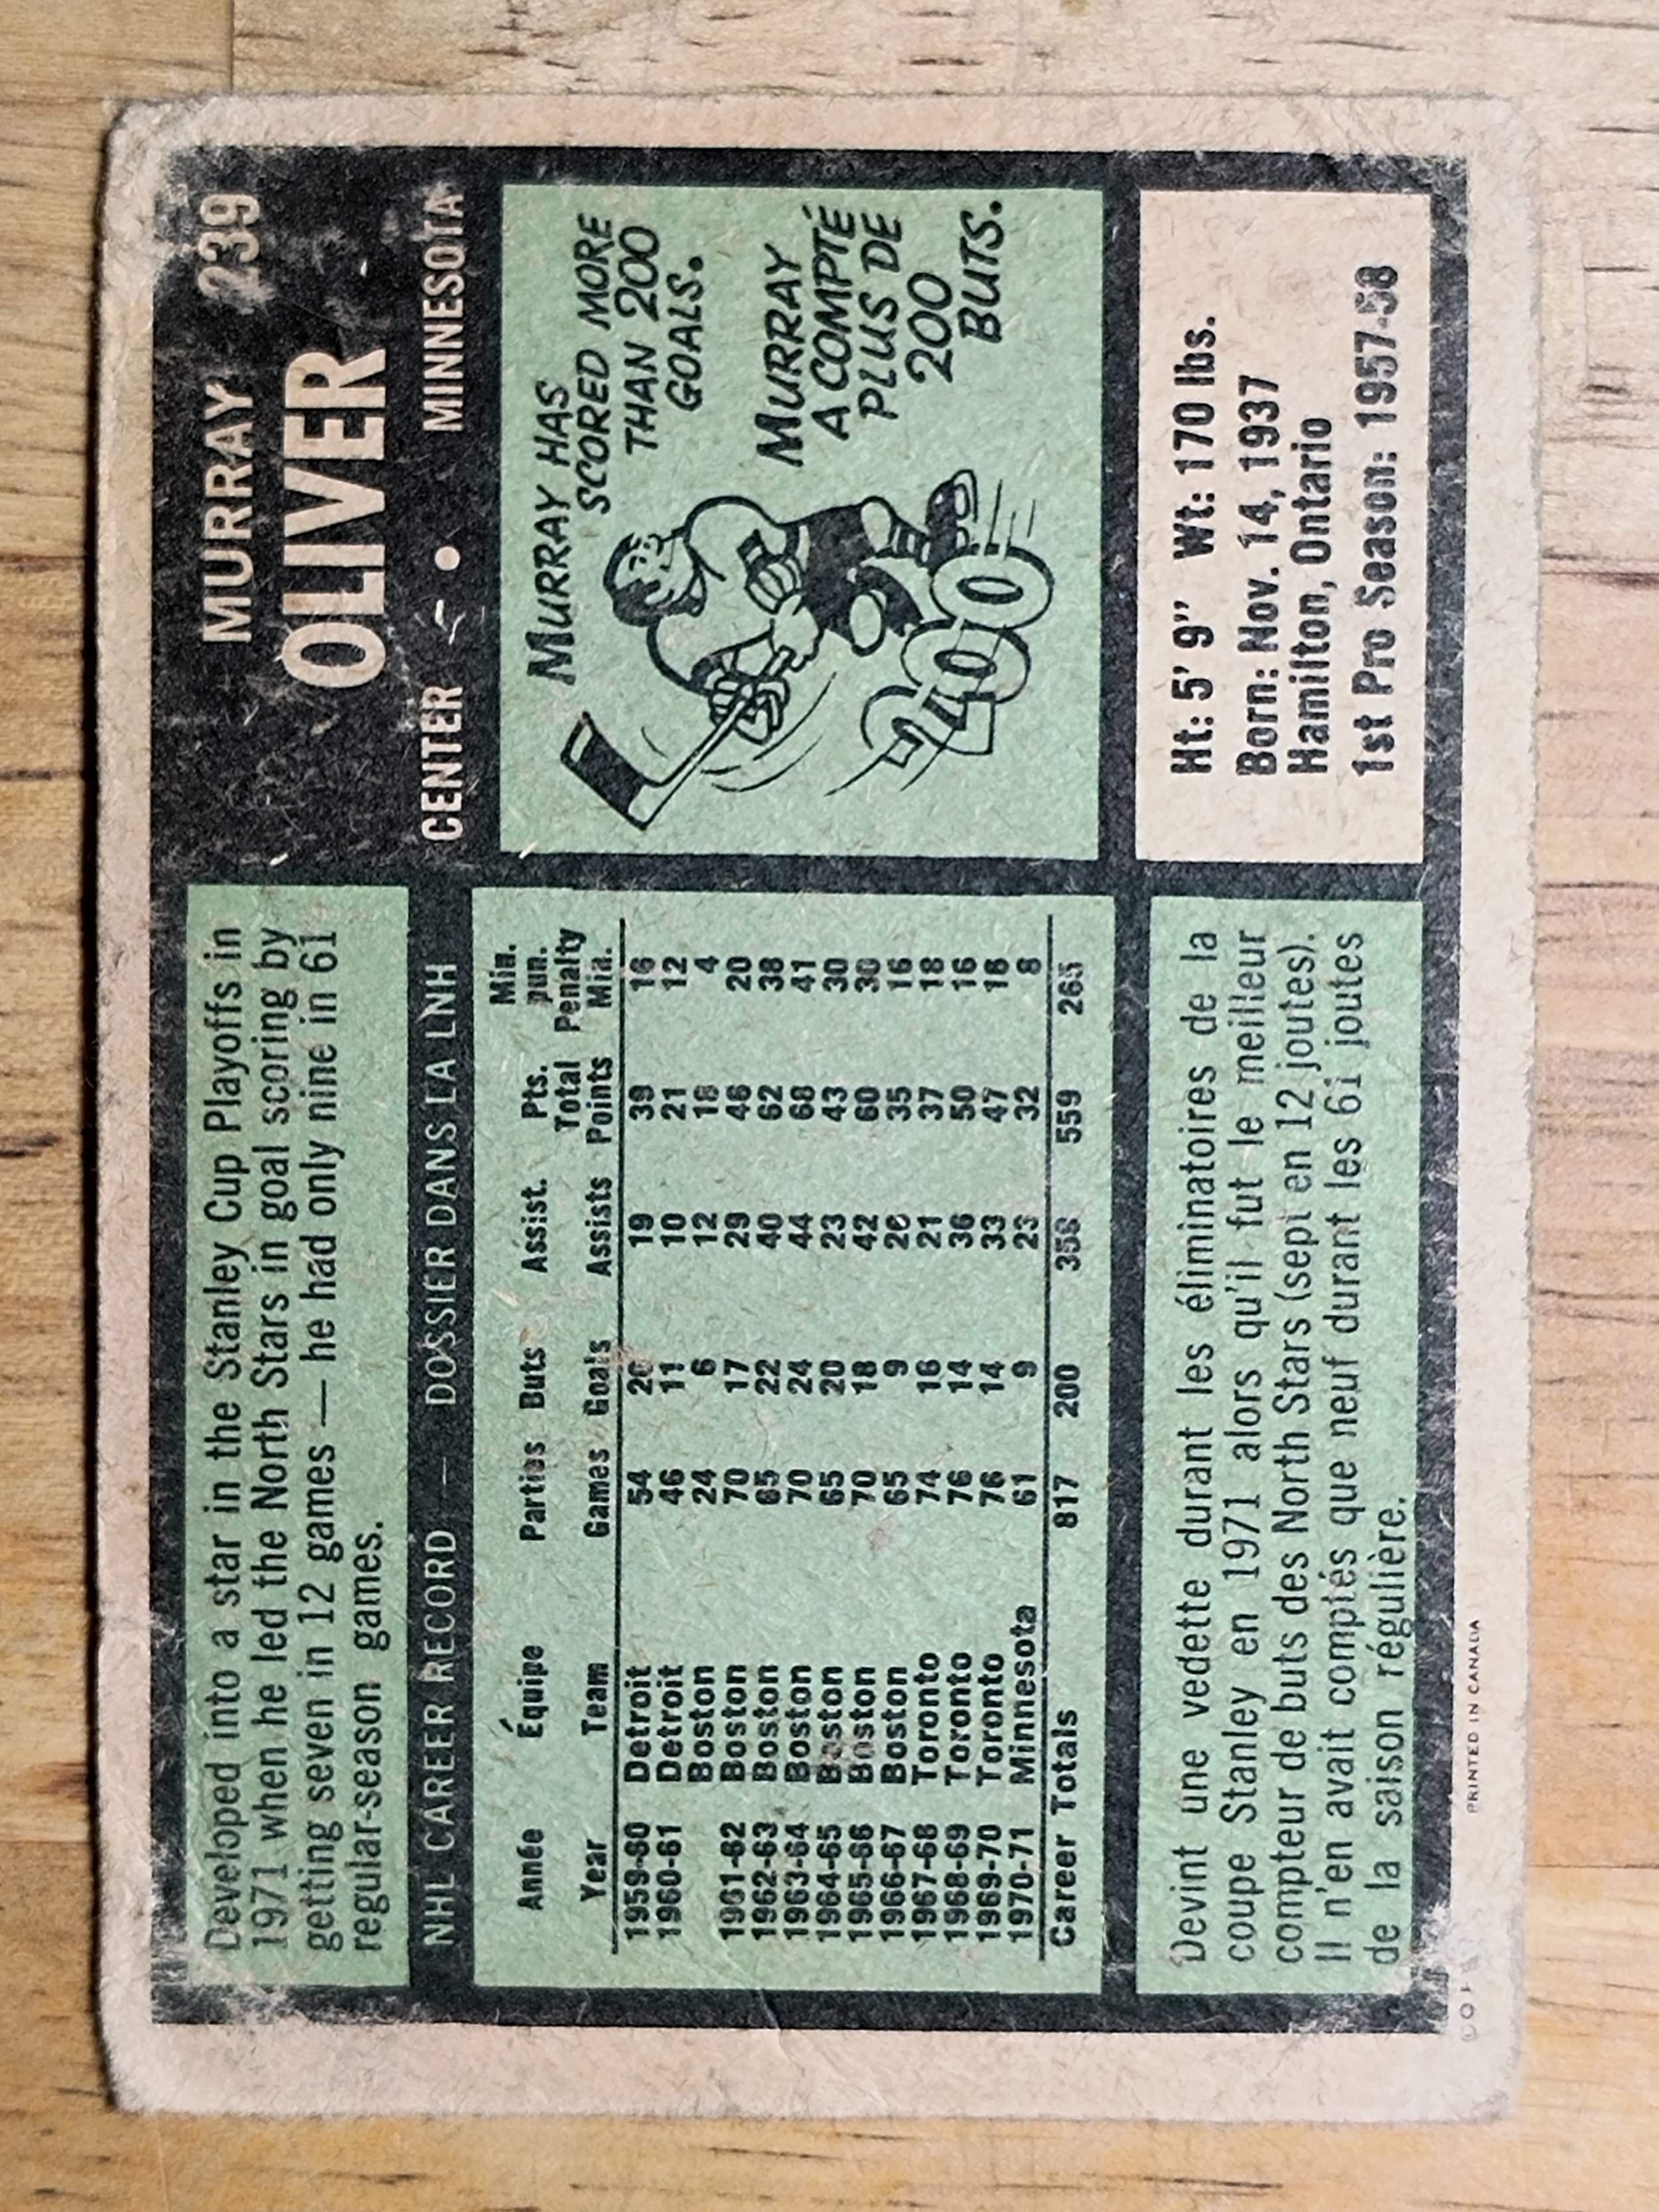 Developed into a star in the Stanley Cup Playoffs in
1971 when he led the North Stars in goal scoring by
getting seven in 12 games — he had only nine in 61
regular-season games.
MURRAY 239
OLIVER
CENTER • MINNESOTA
NHL CAREER RECORD — DOSSIER DANS LA LNH
Année Équipe Parties Buts Assist. Pts. Min. pun.
Year Team Games Goals Assists Total Points Penalty Min.
1959-60 Detroit 54 20 19 39 16
1960-61 Detroit 46 11 10 21 12
Boston 24 6 12 18 4
1961-62 Boston 70 17 29 46 20
1962-63 Boston 65 22 40 62 38
1963-64 Boston 70 24 44 68 41
1964-65 Boston 65 20 23 43 30
1965-66 Boston 70 18 42 60 30
1966-67 Boston 65 9 26 35 16
1967-68 Toronto 74 16 21 37 18
1968-69 Toronto 76 14 36 50 16
1969-70 Toronto 76 14 33 47 16
1970-71 Minnesota 61 9 23 32 8
Career Totals 817 200 358 559 265
MURRAY HAS
SCORED MORE
THAN 200
GOALS.
MURRAY
A COMPTÉ
PLUS DE
200
BUTS.
200
Devint une vedette durant les éliminatoires de la
coupe Stanley en 1971 alors qu'il fut le meilleur
compteur de buts des North Stars (sept en 12 joutes).
Il n'en avait comptés que neuf durant les 61 joutes
de la saison régulière.
Ht: 5' 9" Wt: 170 lbs.
Born: Nov. 14, 1937
Hamilton, Ontario
1st Pro Season: 1957-58
PRINTED IN CANADA